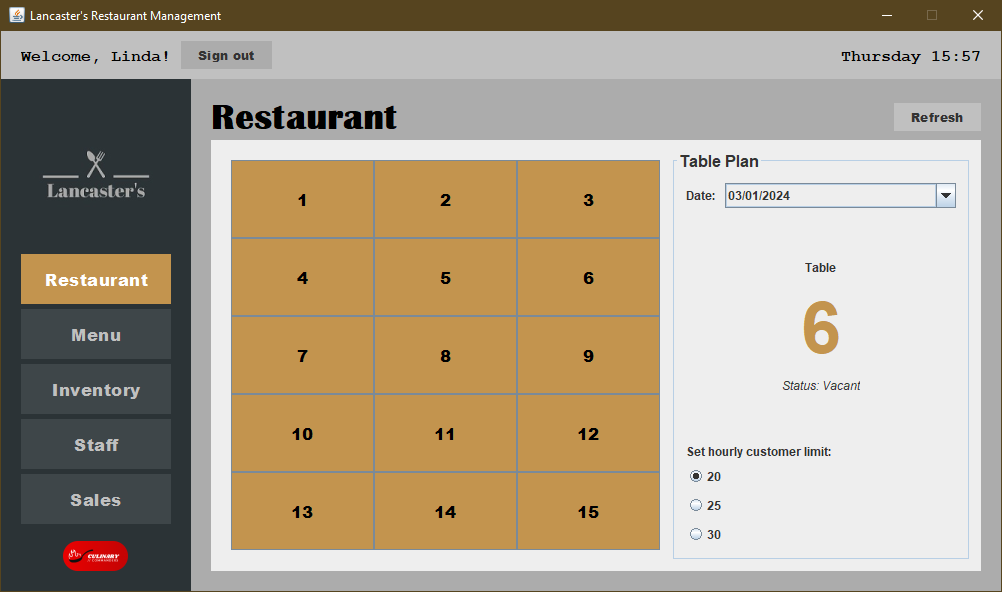 Lancaster's Restaurant Management
Welcome, Linda!
Sign out
Thursday 15:57
Lancaster's
Restaurant
Menu
Inventory
Staff
Sales
CULINARY
Restaurant
Refresh
1 2 3
4 5 6
7 8 9
10 11 12
13 14 15
Table Plan
Date: 03/01/2024
Table
6
Status: Vacant
Set hourly customer limit:
20
25
30